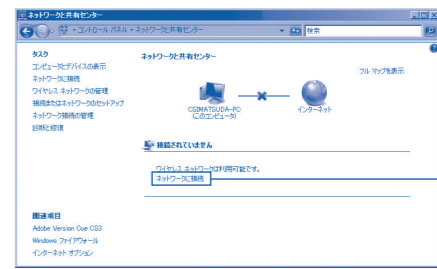 ネットワークと共有センター
コントロール パネル
ネットワークと共有センター
検索
タスク
コンピュータとデバイスの表示
ネットワークに接続
ワイヤレス ネットワークの管理
接続またはネットワークのセットアップ
ネットワーク接続の管理
診断と修復
ネットワークと共有センター
フル マップを表示
CSIMATSUDA-PC
(このコンピュータ)
インターネット
接続されていません
ワイヤレス ネットワークは利用可能です。
ネットワークに接続
関連項目
Adobe Version Cue CS3
Windows ファイアウォール
インターネット オプション